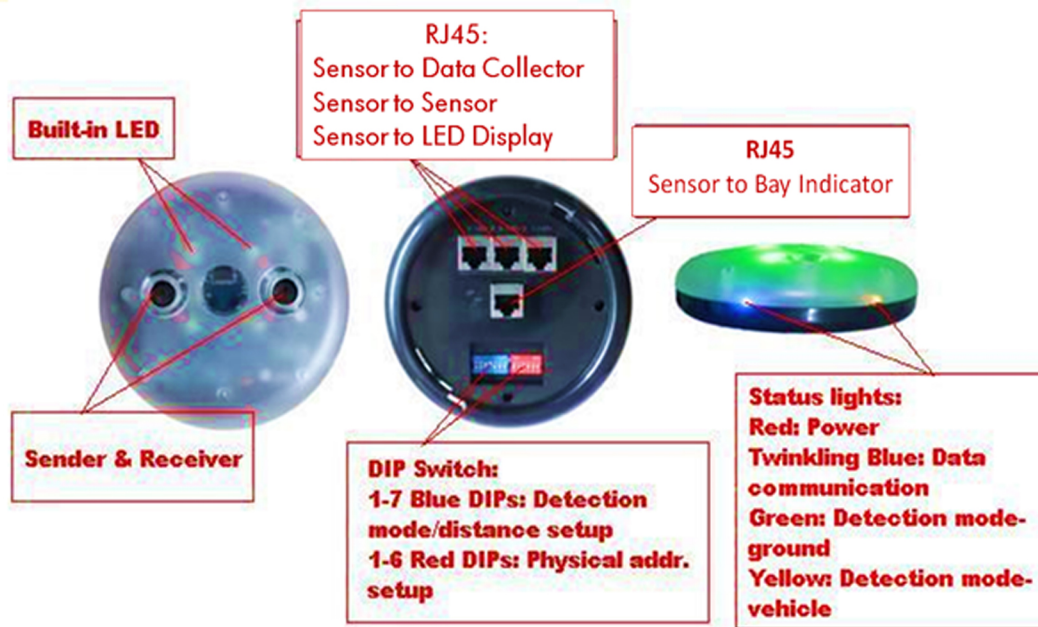 RJ45:
Sensor to Data Collector
Sensor to Sensor
Sensor to LED Display
Built-in LED
RJ45
Sensor to Bay Indicator
Sender & Receiver
DIP Switch:
1-7 Blue DIPs: Detection
mode/distance setup
1-6 Red DIPs: Physical addr.
setup
Status lights:
Red: Power
Twinkling Blue: Data
communication
Green: Detection mode-
ground
Yellow: Detection mode-
vehicle